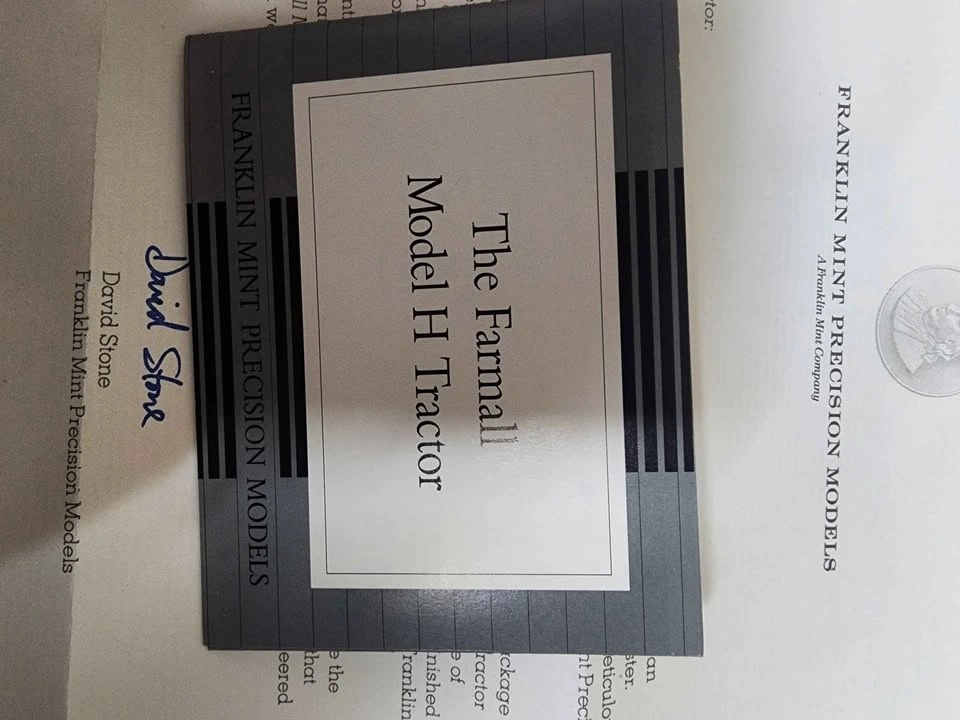 FRANKLIN MINT PRECISION MODELS
A Franklin Mint Company
The Farmall
Model H Tractor
FRANKLIN MINT PRECISION MODELS
David Stone
David Stone
Franklin Mint Precision Models